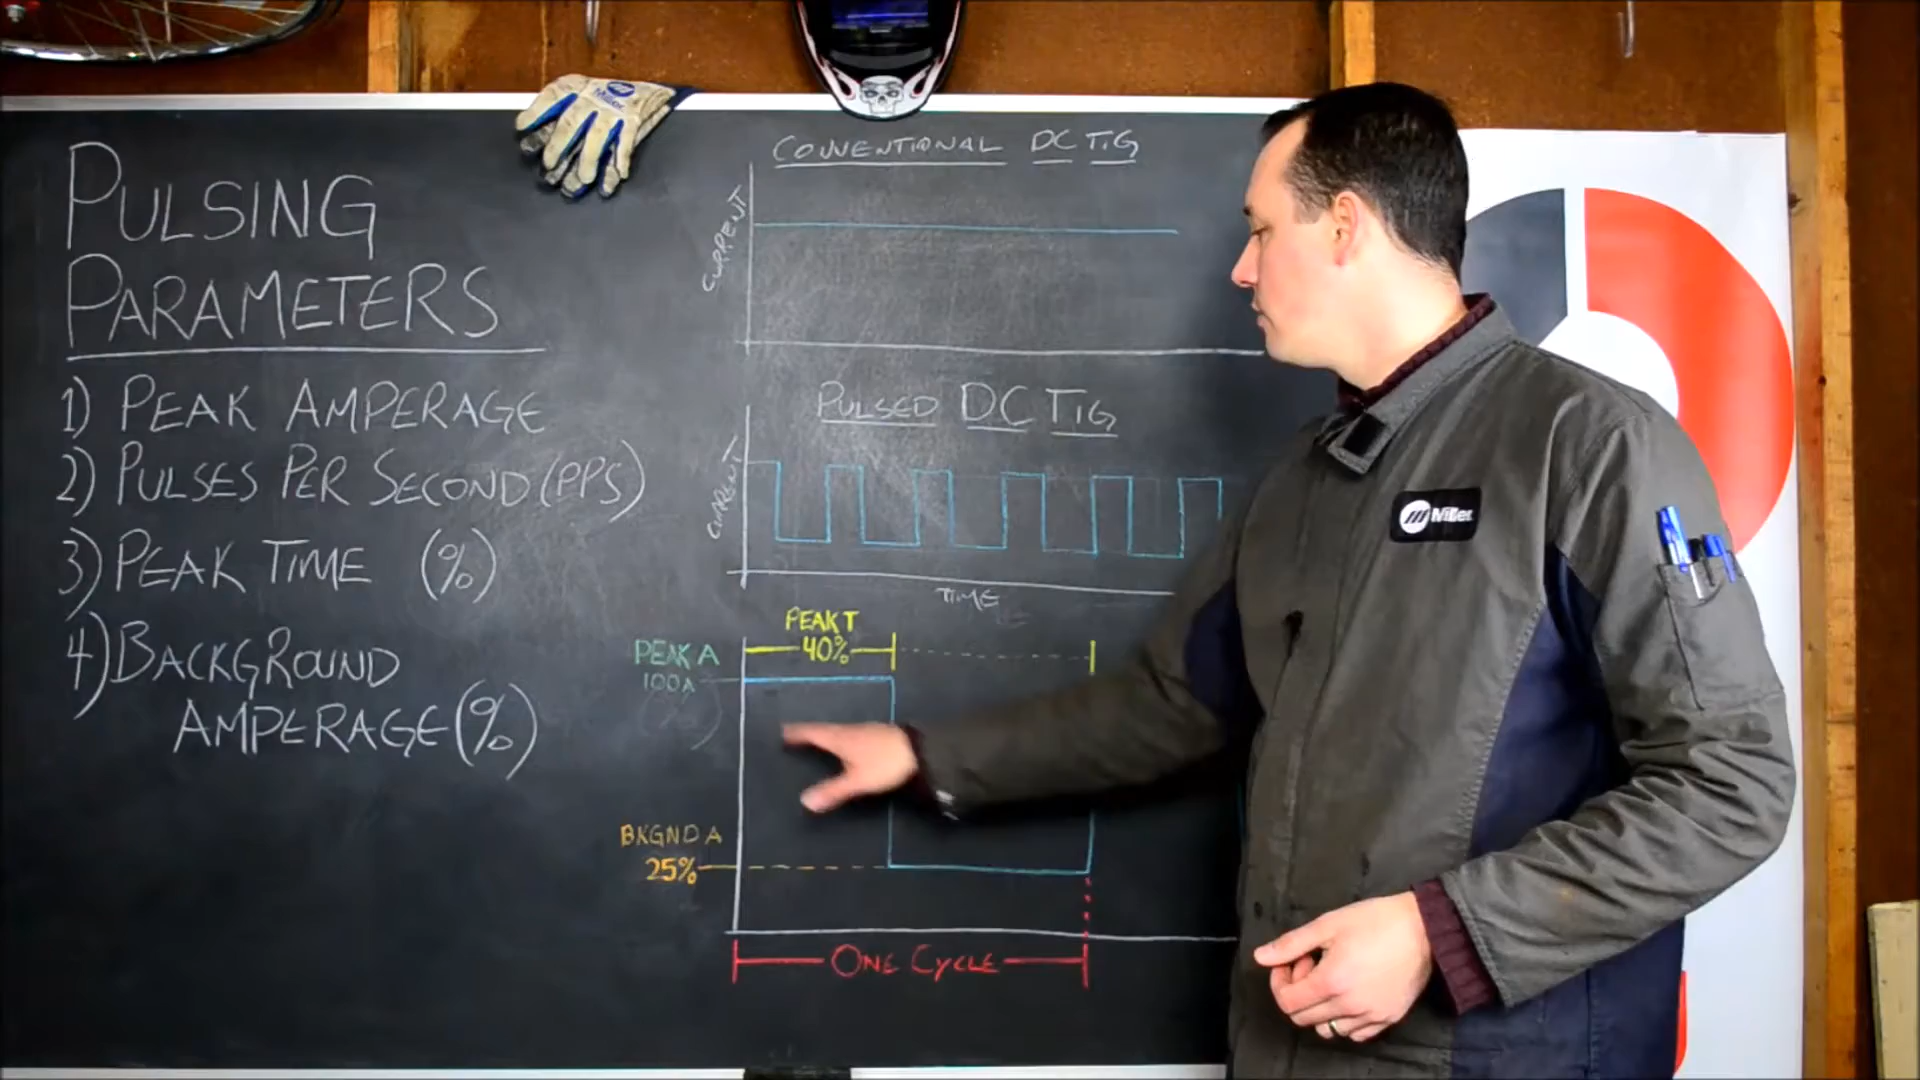 PULSING
PARAMETERS
1) PEAK AMPERAGE
2) PULSES PER SECOND (PPS)
3) PEAK TIME (%)
4) BACKGROUND
AMPERAGE (%)
Miller
CONVENTIONAL DC TIG
CURRENT
PULSED DC TIG
CURRENT
TIME
PEAK T
40%
PEAK A
100A
BKGND A
25%
ONE CYCLE
Miller